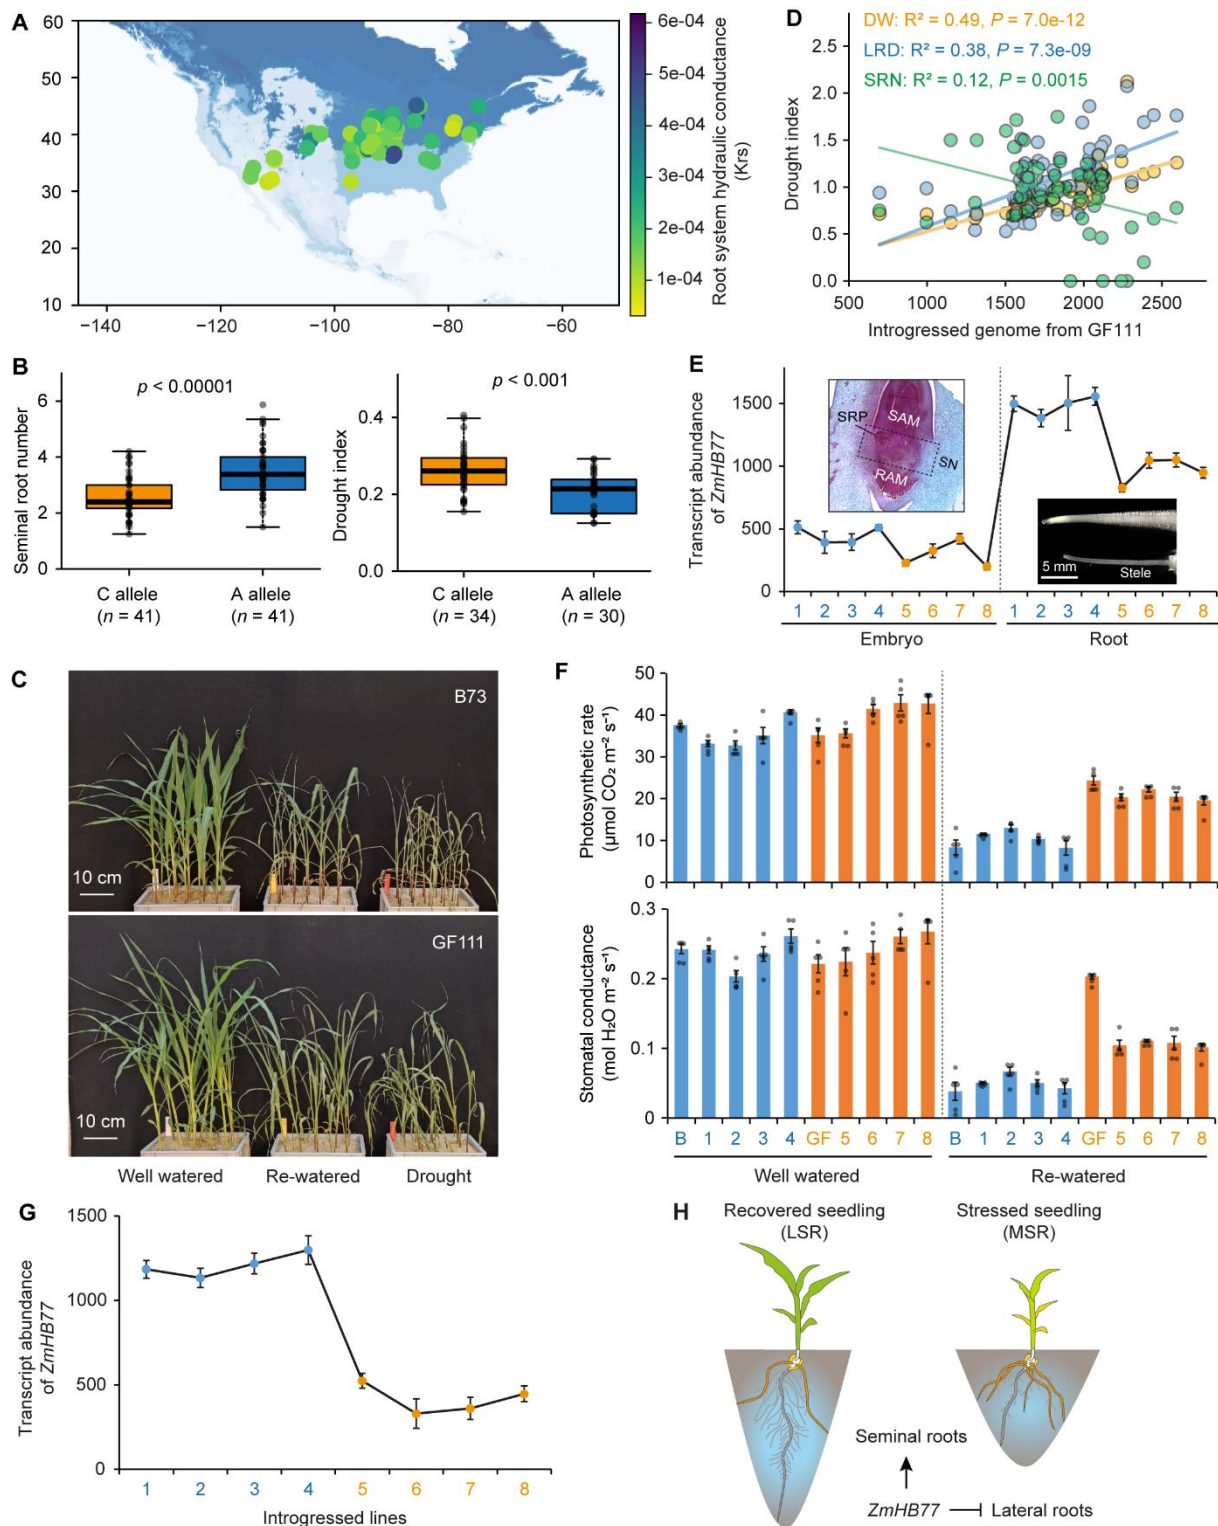 A
60
50
40
30
20
10
−140
−120
−100
−80
−60
6e-04
5e-04
4e-04
3e-04
2e-04
1e-04
Root system hydraulic conductance
(Krs)
D
DW: R² = 0.49, P = 7.0e-12
LRD: R² = 0.38, P = 7.3e-09
SRN: R² = 0.12, P = 0.0015
2.5
2.0
1.5
1.0
0.5
0.0
Drought index
500
1000
1500
2000
2500
Introgressed genome from GF111
B
p < 0.00001
Seminal root number
6
4
2
0
C allele
(n = 41)
A allele
(n = 41)
p < 0.001
Drought index
0.4
0.2
0.0
C allele
(n = 34)
A allele
(n = 30)
E
Transcript abundance
of ZmHB77
1500
1000
500
0
SAM
SRP
SN
RAM
5 mm
Stele
1 2 3 4 5 6 7 8 1 2 3 4 5 6 7 8
Embryo
Root
C
B73
10 cm
GF111
10 cm
Well watered
Re-watered
Drought
F
Photosynthetic rate
(µmol CO₂ m⁻² s⁻¹)
50
40
30
20
10
0
Stomatal conductance
(mol H₂O m⁻² s⁻¹)
0.3
0.2
0.1
0
B 1 2 3 4 GF 5 6 7 8 B 1 2 3 4 GF 5 6 7 8
Well watered
Re-watered
G
Transcript abundance
of ZmHB77
1500
1000
500
0
1 2 3 4 5 6 7 8
Introgressed lines
H
Recovered seedling
(LSR)
Stressed seedling
(MSR)
Seminal roots
ZmHB77
Lateral roots